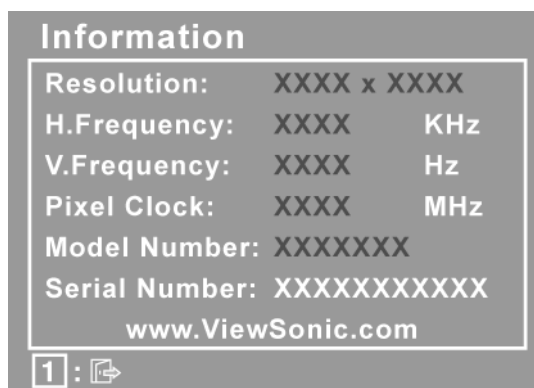 Information
Resolution: XXXX x XXXX
H.Frequency: XXXX KHz
V.Frequency: XXXX Hz
Pixel Clock: XXXX MHz
Model Number: XXXXXXX
Serial Number: XXXXXXXXXXX
www.ViewSonic.com
1 :